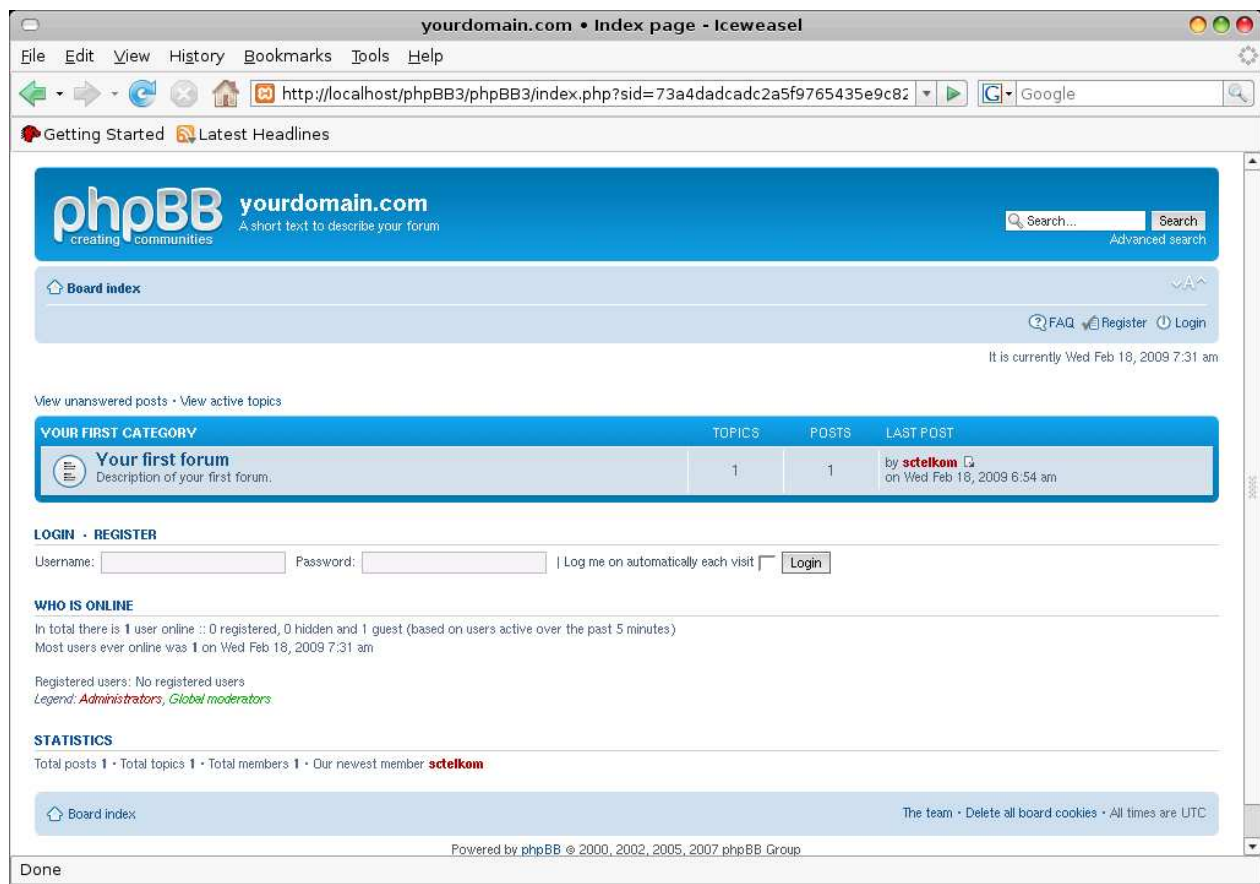 yourdomain.com • Index page - Iceweasel
File Edit View History Bookmarks Tools Help
http://localhost/phpBB3/phpBB3/index.php?sid=73a4dadcadc2a5f9765435e9c82 G Google
Getting Started Latest Headlines
phpBB creating communities
yourdomain.com
A short text to describe your forum
Search... Search
Advanced search
Board index
A
FAQ Register Login
It is currently Wed Feb 18, 2009 7:31 am
View unanswered posts • View active topics
YOUR FIRST CATEGORY TOPICS POSTS LAST POST
Your first forum
Description of your first forum.
1 1
by sctelkom
on Wed Feb 18, 2009 6:54 am
LOGIN • REGISTER
Username: Password: | Log me on automatically each visit Login
WHO IS ONLINE
In total there is 1 user online :: 0 registered, 0 hidden and 1 guest (based on users active over the past 5 minutes)
Most users ever online was 1 on Wed Feb 18, 2009 7:31 am
Registered users: No registered users
Legend: Administrators, Global moderators
STATISTICS
Total posts 1 • Total topics 1 • Total members 1 • Our newest member sctelkom
Board index
The team • Delete all board cookies • All times are UTC
Powered by phpBB © 2000, 2002, 2005, 2007 phpBB Group
Done